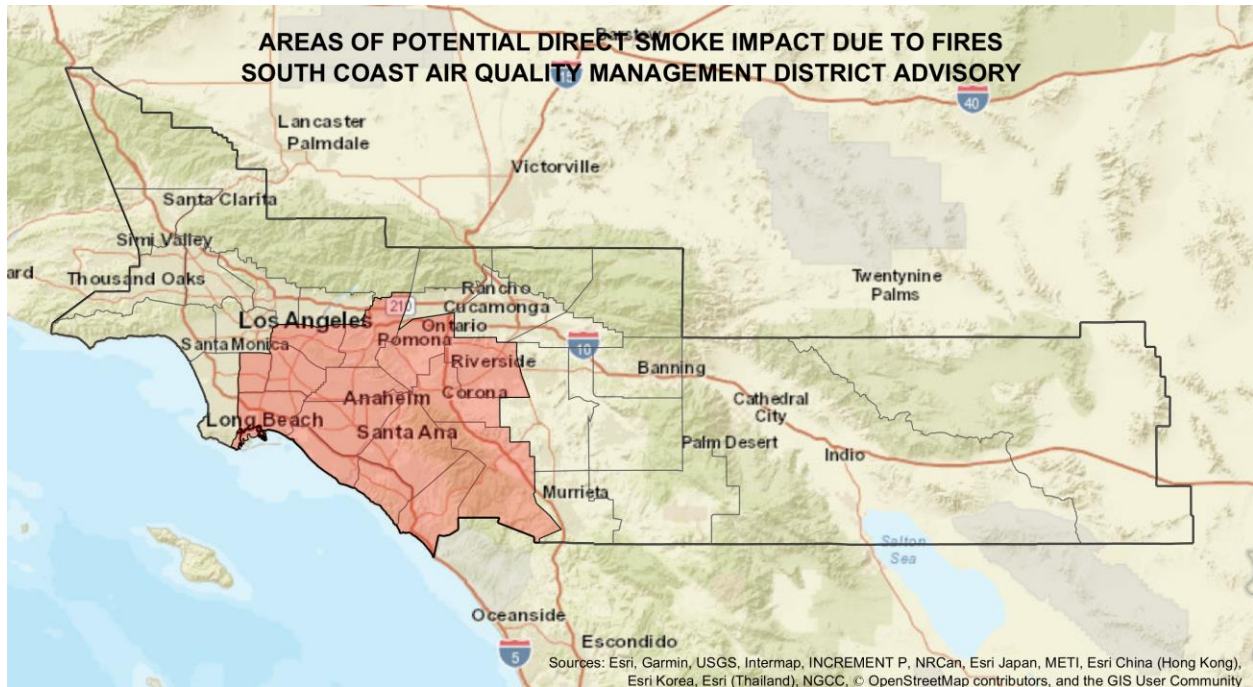 AREAS OF POTENTIAL DIRECT SMOKE IMPACT DUE TO FIRES
SOUTH COAST AIR QUALITY MANAGEMENT DISTRICT ADVISORY
Barstow
15
40
Lancaster
Palmdale
Victorville
Santa Clarita
Simi Valley
ard
Thousand Oaks
Twentynine
Palms
Rancho
Cucamonga
210
Los Angeles
Ontario
Santa Monica
Pomona
10
Riverside
Banning
Anaheim
Corona
Cathedral
City
Long Beach
Santa Ana
Palm Desert
Indio
Murrieta
Salton
Sea
Oceanside
Escondido
5
Sources: Esri, Garmin, USGS, Intermap, INCREMENT P, NRCan, Esri Japan, METI, Esri China (Hong Kong),
Esri Korea, Esri (Thailand), NGCC, © OpenStreetMap contributors, and the GIS User Community